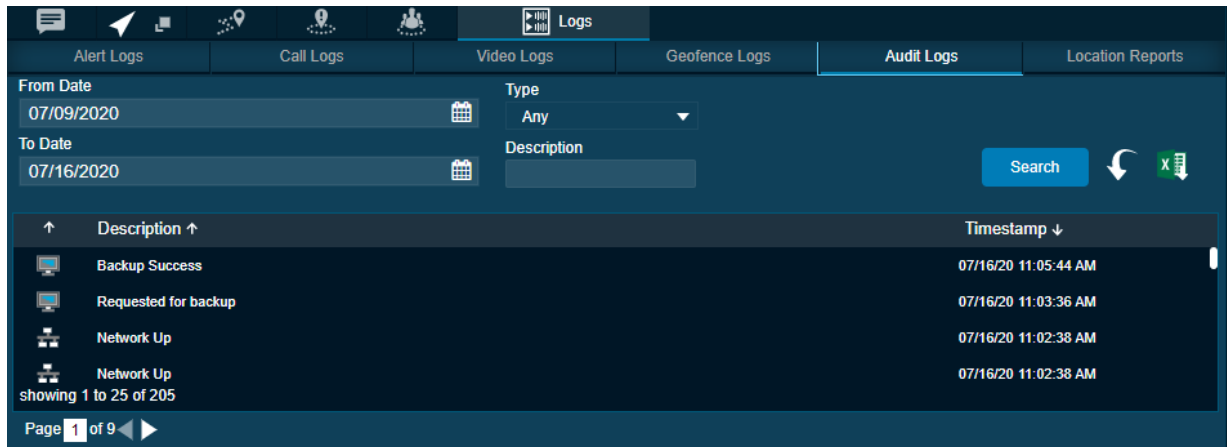 Logs
Alert Logs Call Logs Video Logs Geofence Logs Audit Logs Location Reports
From Date
07/09/2020
Type
Any
To Date
07/16/2020
Description
Search
Description Timestamp
Backup Success 07/16/20 11:05:44 AM
Requested for backup 07/16/20 11:03:36 AM
Network Up 07/16/20 11:02:38 AM
Network Up 07/16/20 11:02:38 AM
showing 1 to 25 of 205
Page 1 of 9